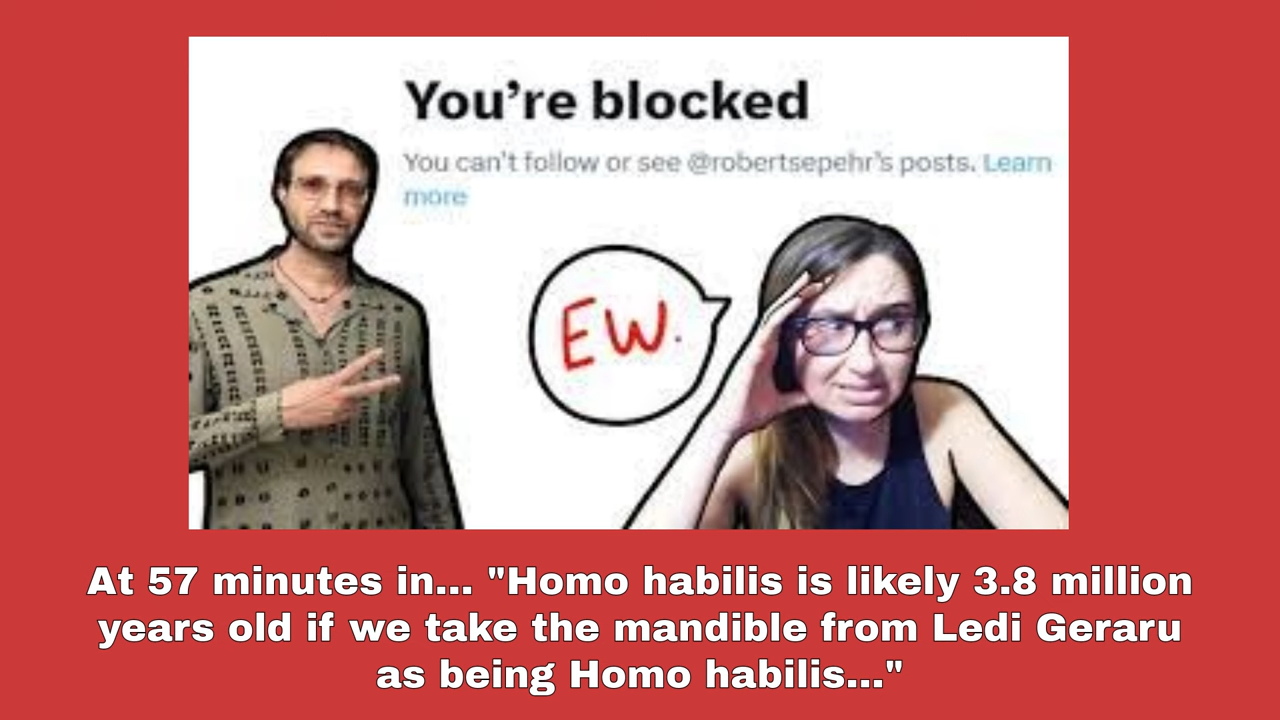 You're blocked
You can't follow or see @robertsepehr's posts. Learn
more
EW.
At 57 minutes in... "Homo habilis is likely 3.8 million
years old if we take the mandible from Ledi Geraru
as being Homo habilis..."